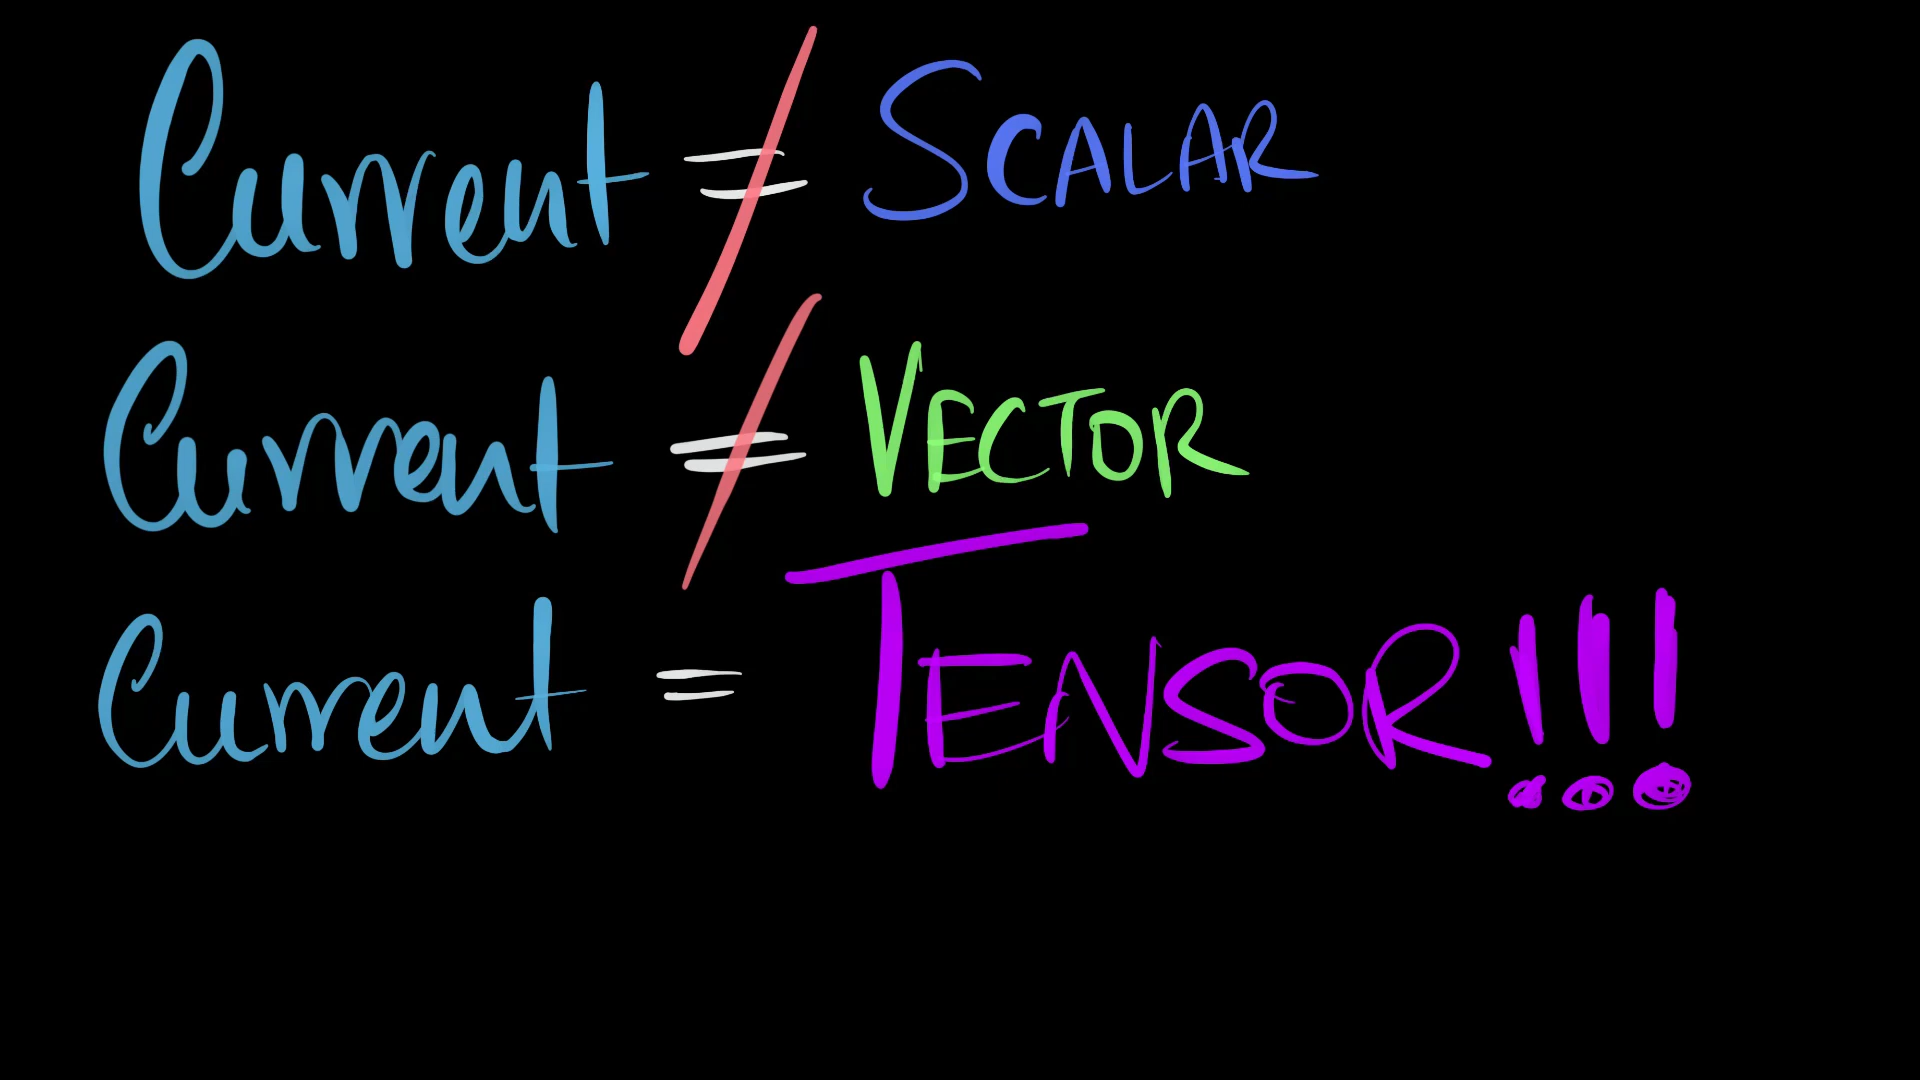 Current ≠ SCALAR
Current ≠ VECTOR
Current = TENSOR!!!